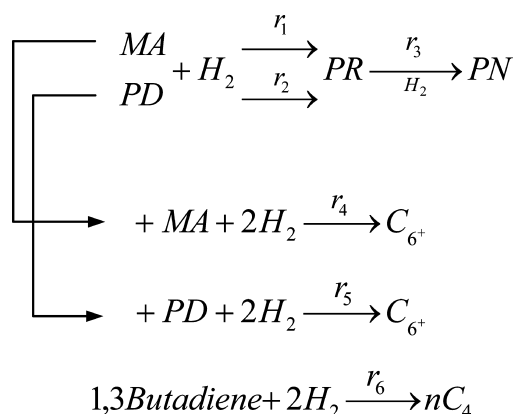 MA + H₂ r₁ PR r₃ H₂ PN
PD r₂
+ MA + 2H₂ r₄ C₆⁺
+ PD + 2H₂ r₅ C₆⁺
1,3Butadiene+ 2H₂ r₆ nC₄